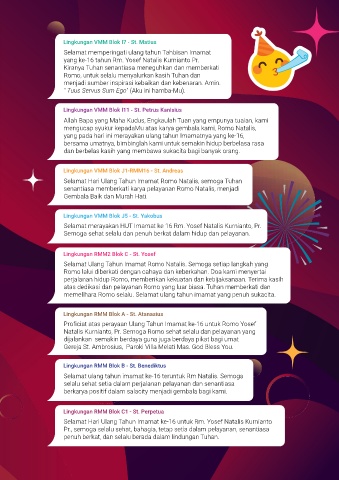 Lingkungan VMM Blok I7 - St. Matius
Selamat memperingati ulang tahun Tahbisan Imamat
yang ke-16 tahun Rm. Yosef Natalis Kurnianto Pr.
Kiranya Tuhan senantiasa meneguhkan dan memberkati
Romo, untuk selalu menyalurkan kasih Tuhan dan
menjadi sumber inspirasi kebaikan dan kebenaran. Amin.
"Tuus Servus Sum Ego" (Aku ini hamba-Mu).
Lingkungan VMM Blok I11 - St. Petrus Kanisius
Allah Bapa yang Maha Kudus, Engkaulah Tuan yang empunya tuaian, kami
mengucap syukur kepadaMu atas karya gembala kami, Romo Natalis,
yang pada hari ini merayakan ulang tahun Imamatnya yang ke-16,
bersama umatnya, bimbinglah kami untuk semakin hidup berbelasa rasa
dan berbelas kasih yang membawa sukacita bagi banyak orang.
Lingkungan VMM Blok J1-RMM16 - St. Andreas
Selamat Hari Ulang Tahun Imamat Romo Natalis, semoga Tuhan
senantiasa memberkati karya pelayanan Romo Natalis, menjadi
Gembala Baik dan Murah Hati.
Lingkungan VMM Blok J5 - St. Yakobus
Selamat merayakan HUT Imamat ke 16 Rm. Yosef Natalis Kurnianto, Pr.
Semoga sehat selalu dan penuh berkat dalam hidup dan pelayanan.
Lingkungan RMM2 Blok C - St. Yosef
Selamat Ulang Tahun Imamat Romo Natalis. Semoga setiap langkah yang
Romo lalui diberkati dengan cahaya dan keberkahan. Doa kami menyertai
perjalanan hidup Romo, memberikan kekuatan dan kebijaksanaan. Terima kasih
atas dedikasi dan pelayanan Romo yang luar biasa. Tuhan memberkati dan
memelihara Romo selalu. Selamat ulang tahun imamat yang penuh sukacita.
Lingkungan RMM Blok A - St. Atanasius
Proficiat atas perayaan Ulang Tahun Imamat ke-16 untuk Romo Yosef
Natalis Kurnianto, Pr. Semoga Romo sehat selalu dan pelayanan yang
dijalankan semakin berdaya guna juga berdaya pikat bagi umat
Gereja St. Ambrosius, Paroki Villa Melati Mas. God Bless You.
Lingkungan RMM Blok B - St. Benediktus
Selamat ulang tahun imamat ke-16 teruntuk Rm Natalis. Semoga
selalu sehat setia dalam perjalanan pelayanan dan senantiasa
berkarya positif dalam salacity menjadi gembala bagi kami.
Lingkungan RMM Blok C1 - St. Perpetua
Selamat Hari Ulang Tahun Imamat ke-16 untuk Rm. Yosef Natalis Kurnianto
Pr., semoga selalu sehat, bahagia, tetap setia dalam pelayanan, senantiasa
penuh berkat, dan selalu berada dalam lindungan Tuhan.